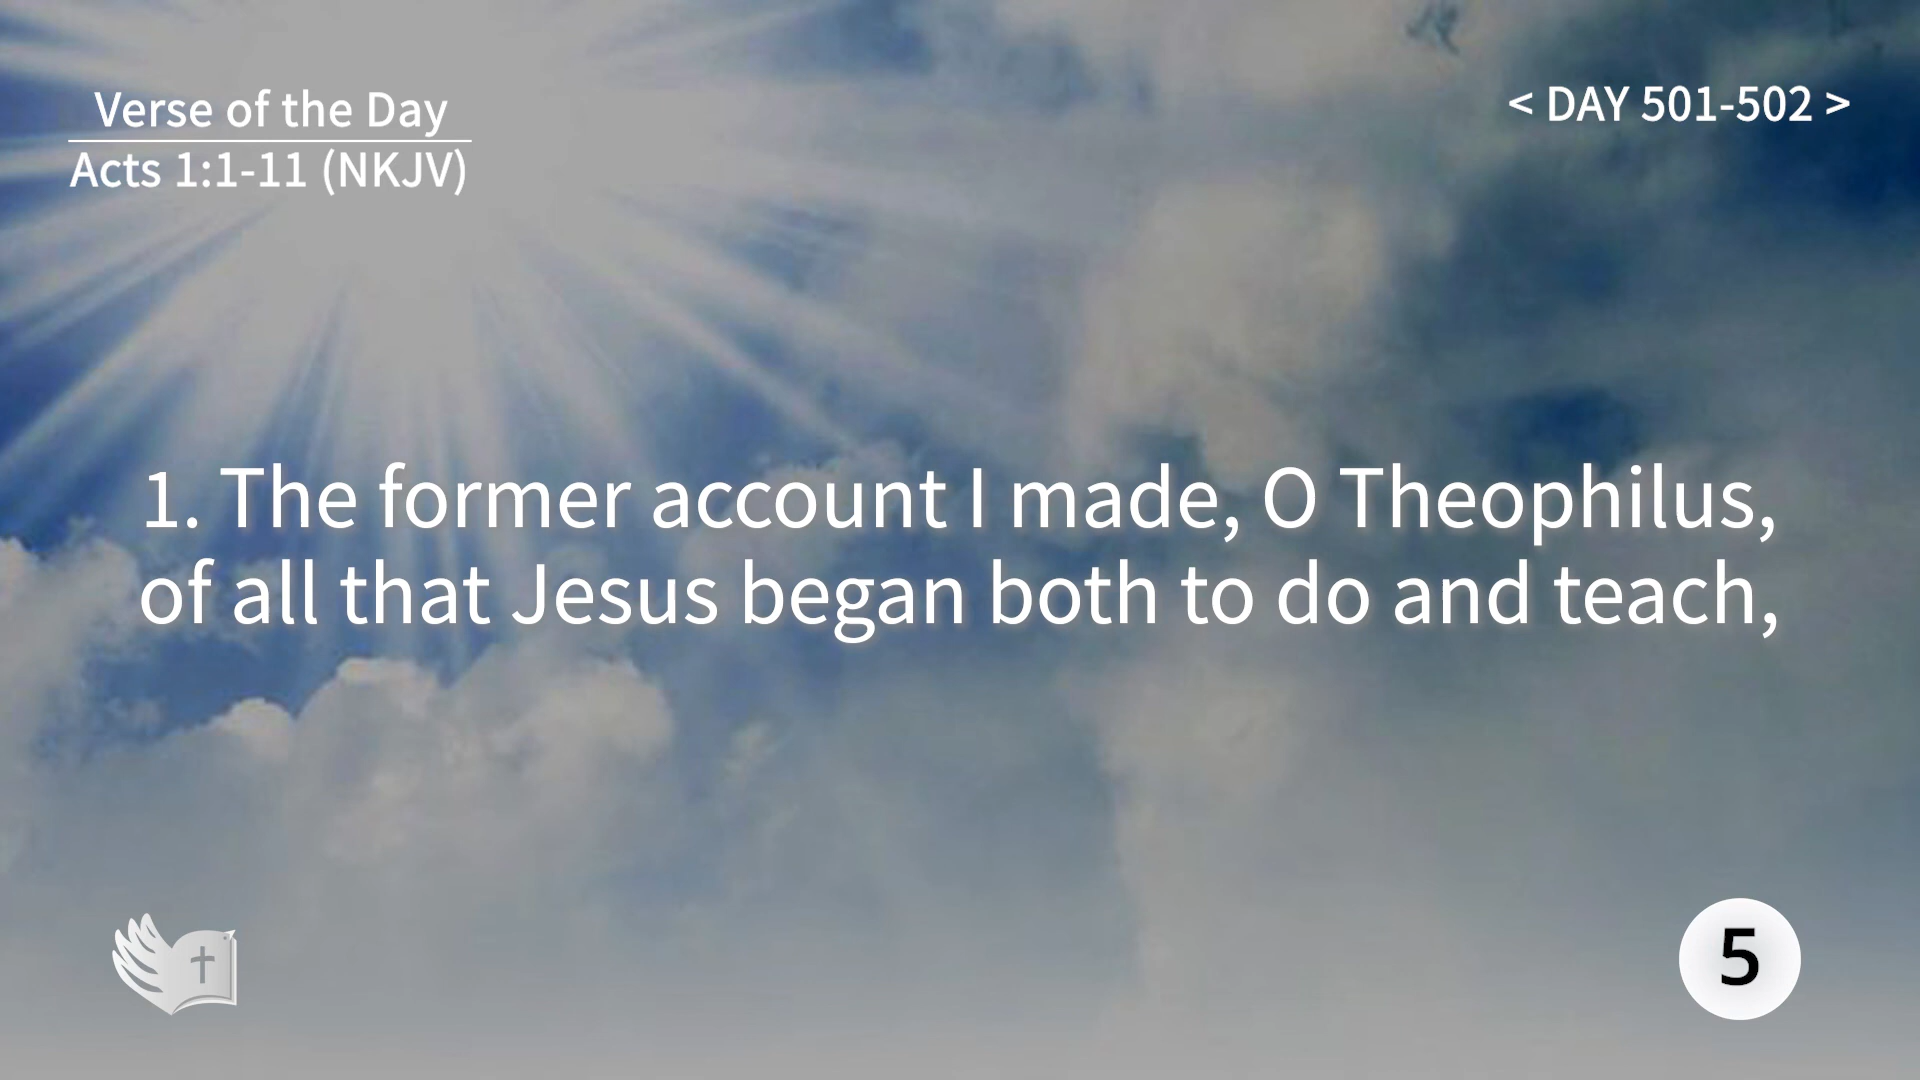 Verse of the Day
Acts 1:1-11 (NKJV)
< DAY 501-502 >
1. The former account I made, O Theophilus,
of all that Jesus began both to do and teach,
5